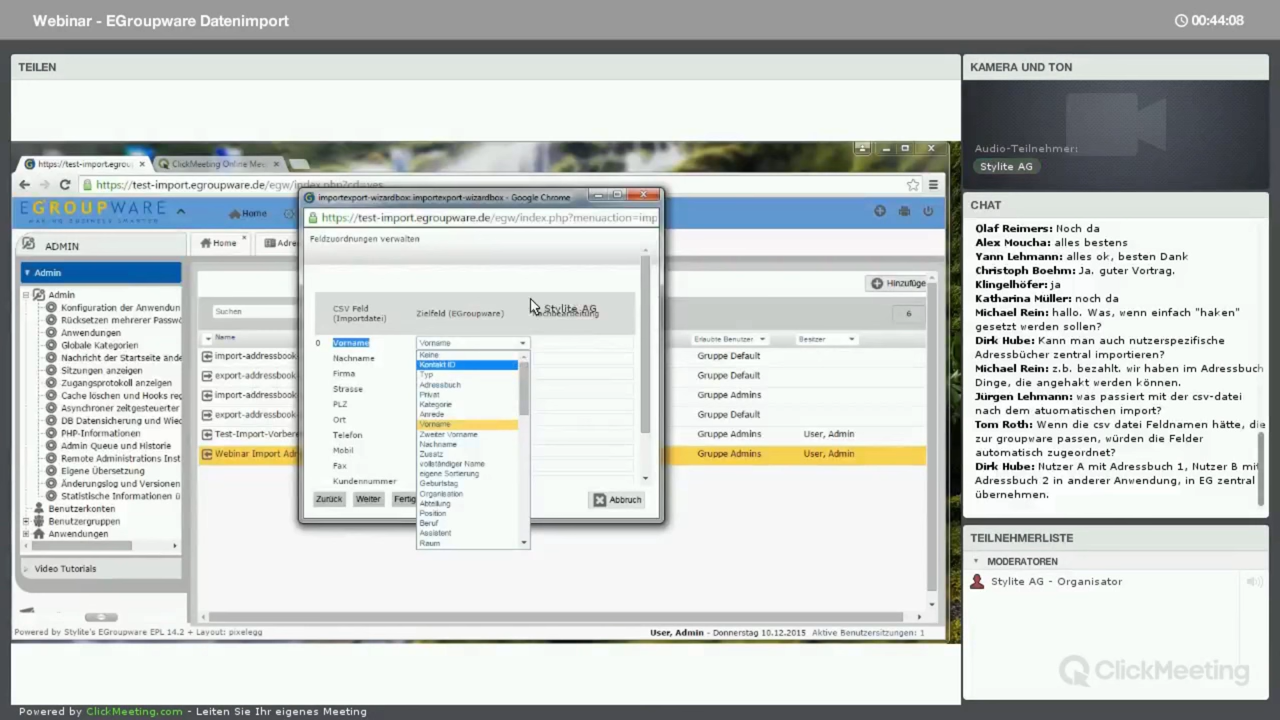 Webinar - EGroupware Datenimport
00:44:08
TEILEN
https://test-import.egroup
ClickMeeting Online Mee
https://test-import.egroupware.de/egw/index.php?cd=yes
EGROUPWARE
Home
ADMIN
Home
Admin
Admin
Konfiguration der Anwendun
Rücksetzen mehrerer Passwo
Anwendungen
Globale Kategorien
Nachricht der Startseite ände
Sitzungen anzeigen
Zugangsprotokoll anzeigen
Cache löschen und Hooks reg
Asynchroner zeitgesteuerter
DB Datensicherung und Wied
PHP-Informationen
Admin Queue und Historie
Remote Administrations Inst
Eigene Übersetzung
Änderungslog und Versionen
Statistische Informationen ü
Benutzerkonten
Benutzergruppen
Anwendungen
Video Tutorials
Suchen
Name
import-addressbook
export-addressbook
import-addressbook
export-addressbook
Test-Import-Vorbere
Webinar Import Adr
importexport-wizardbox: importexport-wizardbox - Google Chrome
https://test-import.egroupware.de/egw/index.php?menuaction=imp
Feldzuordnungen verwalten
CSV Feld
(Importdatei)
Zielfeld (EGroupware)
Stylite AG
0 Vorname
Nachname
Firma
Strasse
PLZ
Ort
Telefon
Mobil
Fax
Kundennummer
Vorname
Keine
Kontakt ID
Typ
Adressbuch
Privat
Kategorie
Anrede
Vorname
Zweiter Vorname
Nachname
Zusatz
vollständiger Name
eigene Sortierung
Geburtstag
Organisation
Abteilung
Position
Beruf
Assistent
Raum
Zurück
Weiter
Fertig
Abbruch
Hinzufüge
6
Erlaubte Benutzer
Besitzer
Gruppe Default
Gruppe Default
Gruppe Admins
Gruppe Default
Gruppe Admins
User, Admin
Gruppe Admins
User, Admin
Powered by Stylite's EGroupware EPL 14.2 + Layout: pixelegg
User, Admin - Donnerstag 10.12.2015 Aktive Benutzersitzungen: 1
KAMERA UND TON
Audio-Teilnehmer:
Stylite AG
CHAT
Olaf Reimers: Noch da
Alex Moucha: alles bestens
Yann Lehmann: alles ok, besten Dank
Christoph Boehm: Ja. guter Vortrag.
Klingelhöfer: ja
Katharina Müller: noch da
Michael Rein: hallo. Was, wenn einfach "haken"
gesetzt werden sollen?
Dirk Hube: Kann man auch nutzerspezifische
Adressbücher zentral importieren?
Michael Rein: z.b. bezahlt. wir haben im Adressbuch
Dinge, die angehakt werden können.
Jürgen Lehmann: was passiert mit der csv-datei
nach dem atuomatischen import?
Tom Roth: Wenn die csv datei Feldnamen hätte, die
zur groupware passen, würden die Felder
automatisch zugeordnet?
Dirk Hube: Nutzer A mit Adressbuch 1, Nutzer B mit
Adressbuch 2 in anderer Anwendung, in EG zentral
übernehmen.
TEILNEHMERLISTE
MODERATOREN
Stylite AG - Organisator
ClickMeeting
Powered by ClickMeeting.com - Leiten Sie Ihr eigenes Meeting